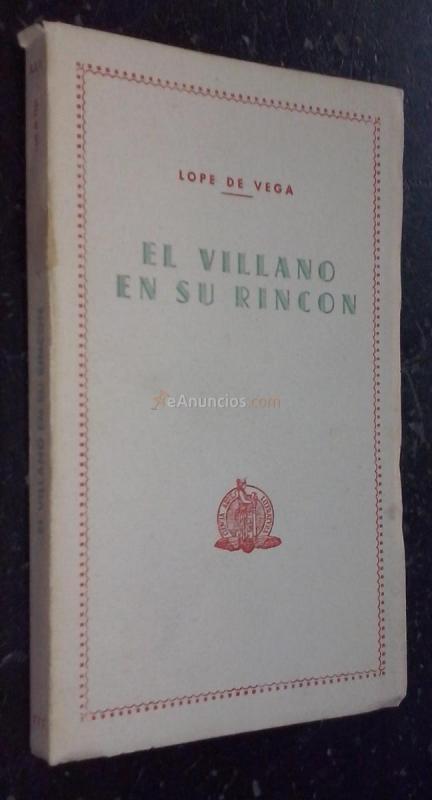 LOPE DE VEGA
EL VILLANO
EN SU RINCON
eAnuncios.com
EL VILLANO EN SU RINCON